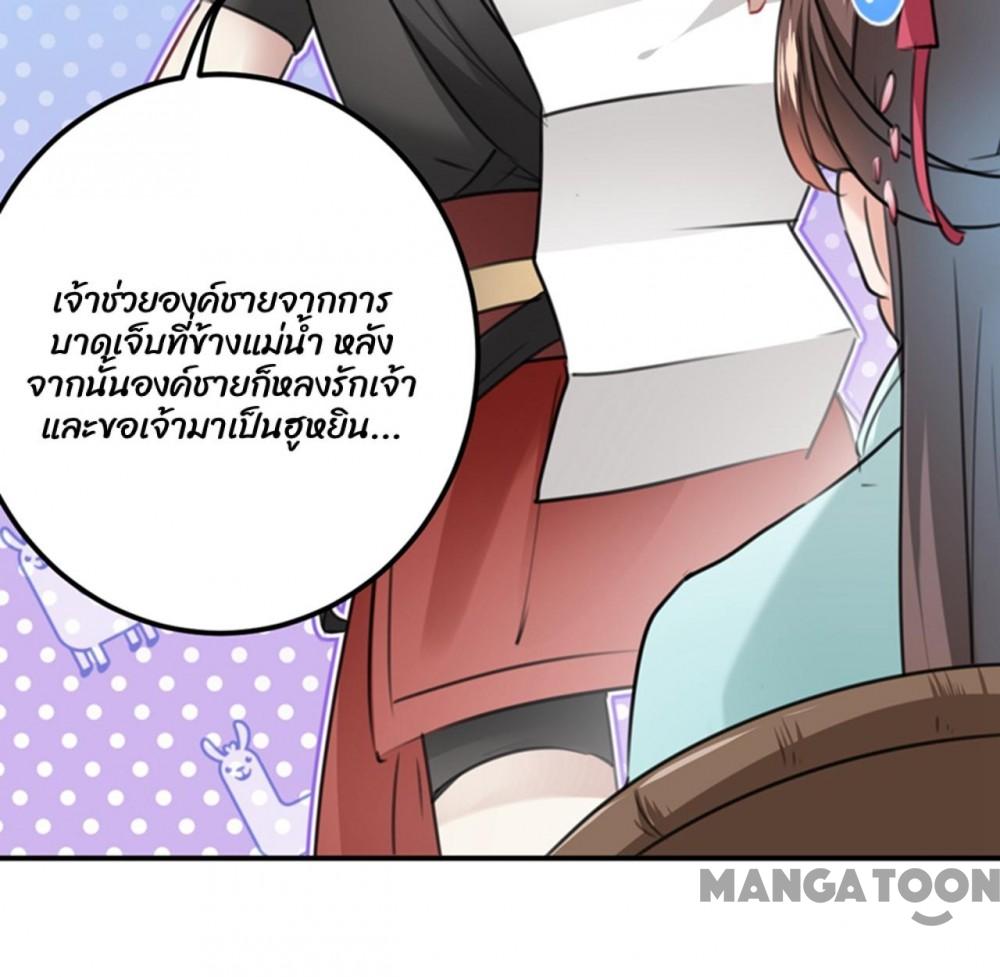 เจ้าช่วยองค์ชายจากการ
บาดเจ็บที่ข้างแม่น้ำ หลัง
จากนั้นองค์ชายก็หลงรักเจ้า
และขอเจ้ามาเป็นฮูหยิน...
MANGATOON